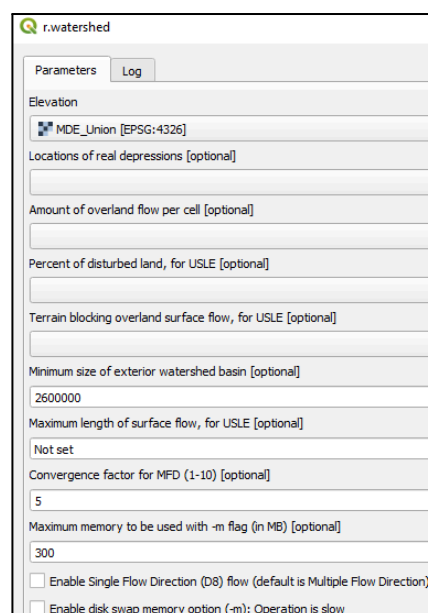 r.watershed
Parameters Log
Elevation
MDE_Union [EPSG:4326]
Locations of real depressions [optional]
Amount of overland flow per cell [optional]
Percent of disturbed land, for USLE [optional]
Terrain blocking overland surface flow, for USLE [optional]
Minimum size of exterior watershed basin [optional]
2600000
Maximum length of surface flow, for USLE [optional]
Not set
Convergence factor for MFD (1-10) [optional]
5
Maximum memory to be used with -m flag (in MB) [optional]
300
Enable Single Flow Direction (D8) flow (default is Multiple Flow Direction)
Enable disk swap memory option (-m): Operation is slow